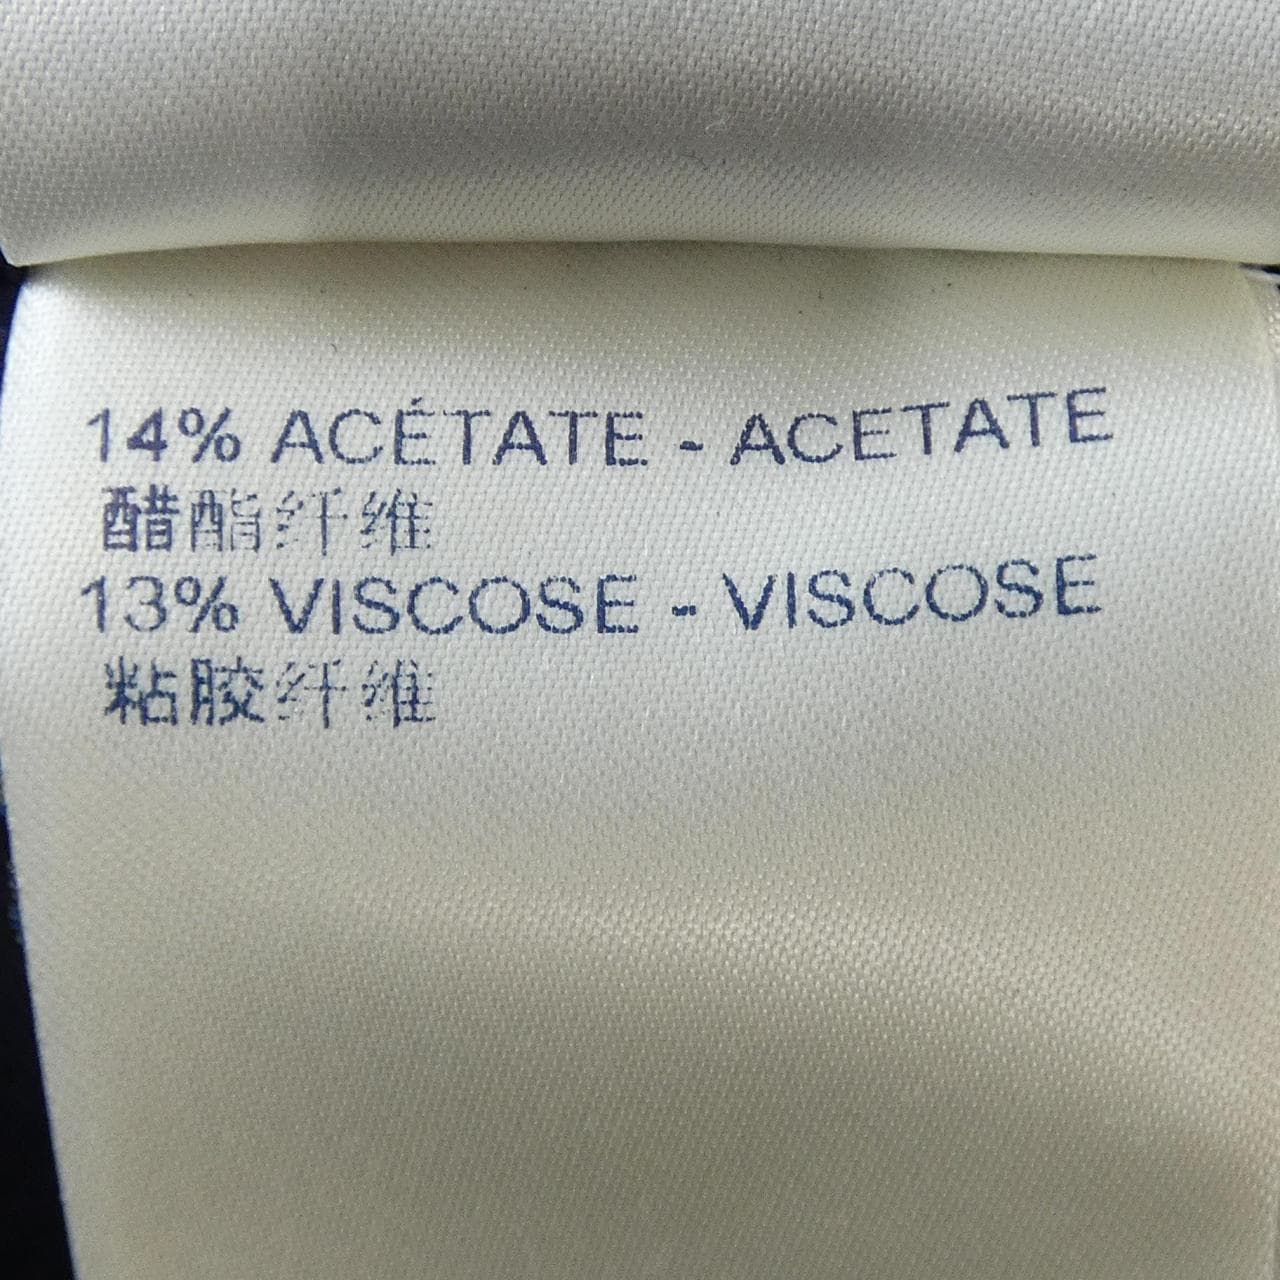 14% ACÉTATE - ACETATE
醋酯纤维
13% VISCOSE - VISCOSE
粘胶纤维